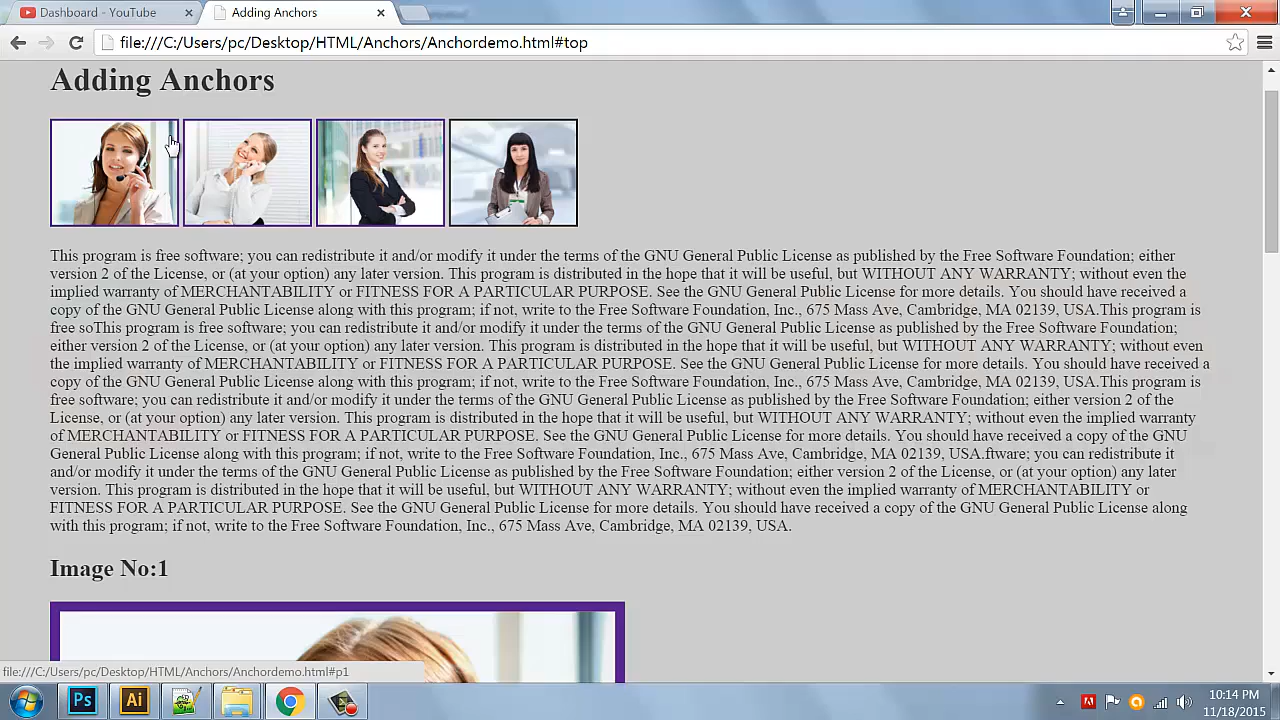 Dashboard - YouTube
Adding Anchors
file:///C:/Users/pc/Desktop/HTML/Anchors/Anchordemo.html#top
Adding Anchors
This program is free software; you can redistribute it and/or modify it under the terms of the GNU General Public License as published by the Free Software Foundation; either
version 2 of the License, or (at your option) any later version. This program is distributed in the hope that it will be useful, but WITHOUT ANY WARRANTY; without even the
implied warranty of MERCHANTABILITY or FITNESS FOR A PARTICULAR PURPOSE. See the GNU General Public License for more details. You should have received a
copy of the GNU General Public License along with this program; if not, write to the Free Software Foundation, Inc., 675 Mass Ave, Cambridge, MA 02139, USA.This program is
free soThis program is free software; you can redistribute it and/or modify it under the terms of the GNU General Public License as published by the Free Software Foundation;
either version 2 of the License, or (at your option) any later version. This program is distributed in the hope that it will be useful, but WITHOUT ANY WARRANTY; without even
the implied warranty of MERCHANTABILITY or FITNESS FOR A PARTICULAR PURPOSE. See the GNU General Public License for more details. You should have received a
copy of the GNU General Public License along with this program; if not, write to the Free Software Foundation, Inc., 675 Mass Ave, Cambridge, MA 02139, USA.This program is
free software; you can redistribute it and/or modify it under the terms of the GNU General Public License as published by the Free Software Foundation; either version 2 of the
License, or (at your option) any later version. This program is distributed in the hope that it will be useful, but WITHOUT ANY WARRANTY; without even the implied warranty
of MERCHANTABILITY or FITNESS FOR A PARTICULAR PURPOSE. See the GNU General Public License for more details. You should have received a copy of the GNU
General Public License along with this program; if not, write to the Free Software Foundation, Inc., 675 Mass Ave, Cambridge, MA 02139, USA.ftware; you can redistribute it
and/or modify it under the terms of the GNU General Public License as published by the Free Software Foundation; either version 2 of the License, or (at your option) any later
version. This program is distributed in the hope that it will be useful, but WITHOUT ANY WARRANTY; without even the implied warranty of MERCHANTABILITY or
FITNESS FOR A PARTICULAR PURPOSE. See the GNU General Public License for more details. You should have received a copy of the GNU General Public License along
with this program; if not, write to the Free Software Foundation, Inc., 675 Mass Ave, Cambridge, MA 02139, USA.
Image No:1
file:///C:/Users/pc/Desktop/HTML/Anchors/Anchordemo.html#p1
Ps
Ai
10:14 PM
11/18/2015